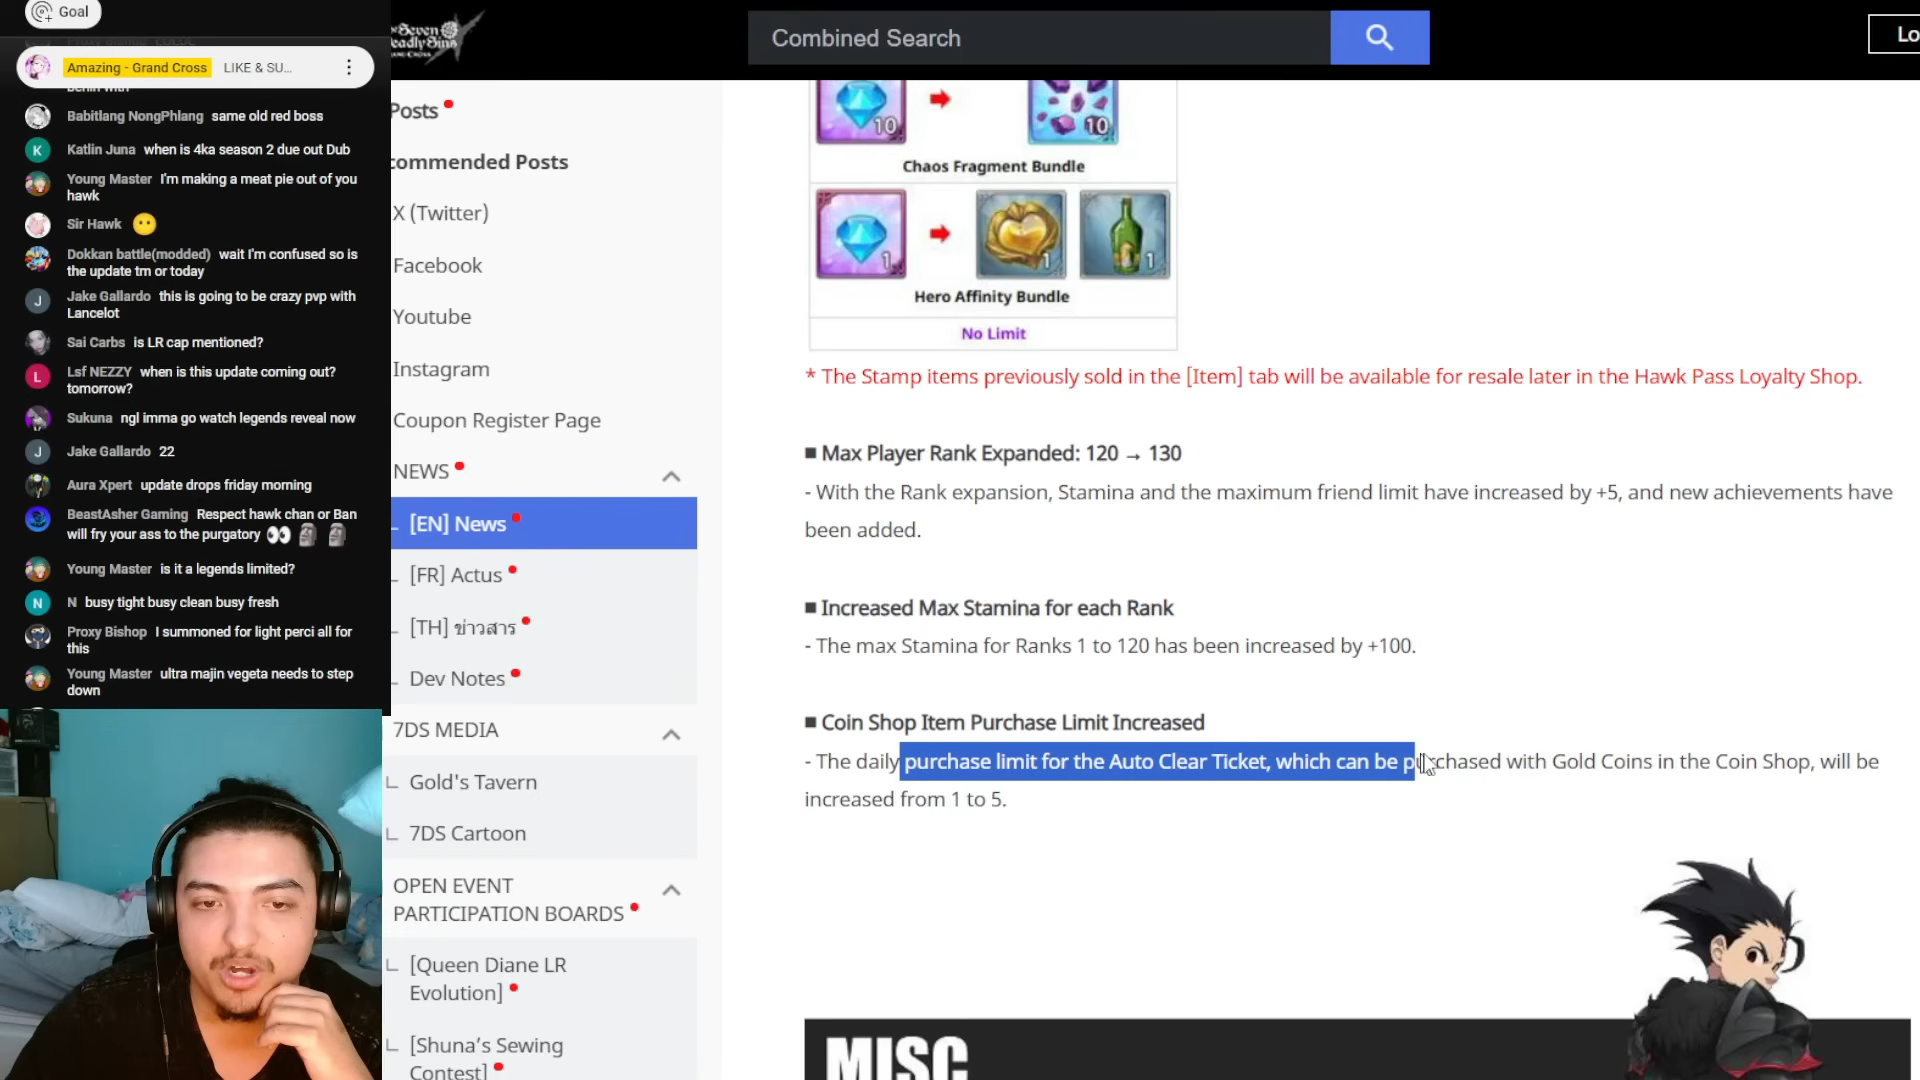 Goal
Amazing - Grand Cross LIKE & SU...
Babitlang NongPhlang same old red boss
K Katlin Juna when is 4ka season 2 due out Dub
Young Master I'm making a meat pie out of you
hawk
Sir Hawk
Dokkan battle(modded) wait I'm confused so is
the update tm or today
J Jake Gallardo this is going to be crazy pvp with
Lancelot
Sai Carbs is LR cap mentioned?
L Lsf NEZZY when is this update coming out?
tomorrow?
Sukuna ngl imma go watch legends reveal now
J Jake Gallardo 22
Aura Xpert update drops friday morning
BeastAsher Gaming Respect hawk chan or Ban
will fry your ass to the purgatory
Young Master is it a legends limited?
N N busy tight busy clean busy fresh
Proxy Bishop I summoned for light perci all for
this
Young Master ultra majin vegeta needs to step
down
Seven
eadly Sins
Combined Search
Lo
Posts
commended Posts
X (Twitter)
Facebook
Youtube
Instagram
Coupon Register Page
NEWS
[EN] News
[FR] Actus
[TH] ข่าวสาร
Dev Notes
7DS MEDIA
Gold's Tavern
7DS Cartoon
OPEN EVENT
PARTICIPATION BOARDS
[Queen Diane LR
Evolution]
[Shuna's Sewing
Contest]
10 10
Chaos Fragment Bundle
1 1 1
Hero Affinity Bundle
No Limit
* The Stamp items previously sold in the [Item] tab will be available for resale later in the Hawk Pass Loyalty Shop.
■ Max Player Rank Expanded: 120 → 130
- With the Rank expansion, Stamina and the maximum friend limit have increased by +5, and new achievements have
been added.
■ Increased Max Stamina for each Rank
- The max Stamina for Ranks 1 to 120 has been increased by +100.
■ Coin Shop Item Purchase Limit Increased
- The daily purchase limit for the Auto Clear Ticket, which can be purchased with Gold Coins in the Coin Shop, will be
increased from 1 to 5.
MISC